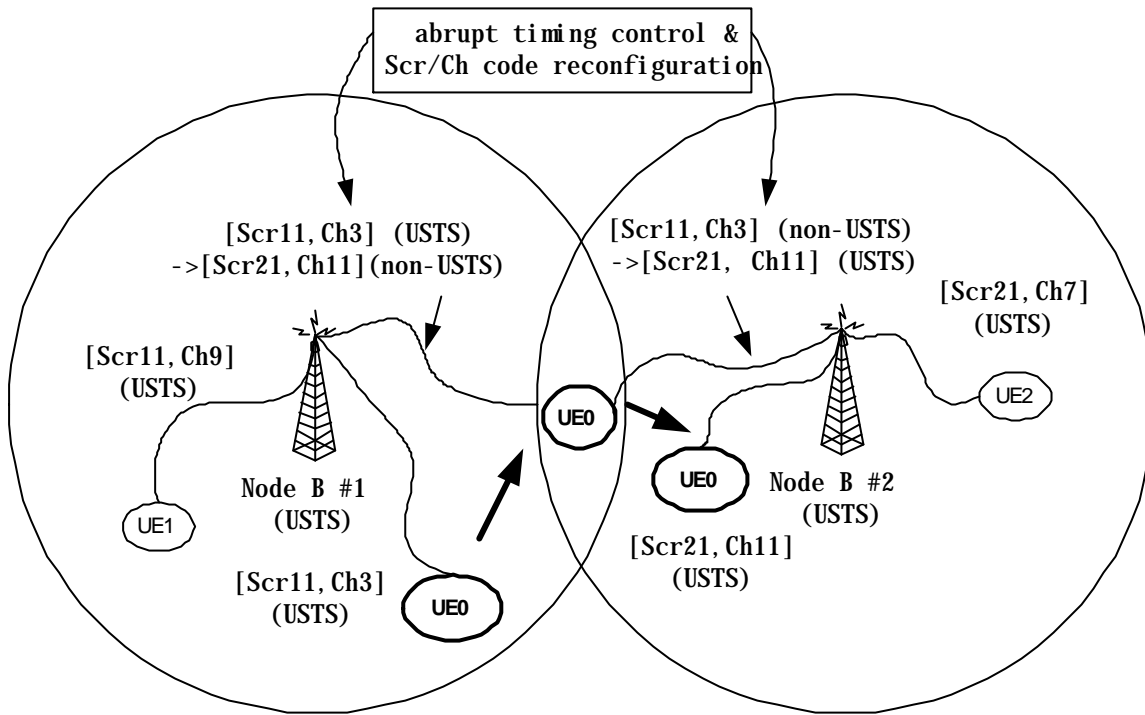 abrupt timing control &
Scr/Ch code reconfiguration
[Scr11,Ch3] (USTS)
->[Scr21,Ch11](non-USTS)
[Scr11,Ch3] (non-USTS)
->[Scr21, Ch11] (USTS)
[Scr21,Ch7]
(USTS)
[Scr11,Ch9]
(USTS)
UE0
UE2
UE0
Node B #1
(USTS)
Node B #2
(USTS)
UE1
[Scr21,Ch11]
(USTS)
[Scr11,Ch3]
(USTS)
UE0